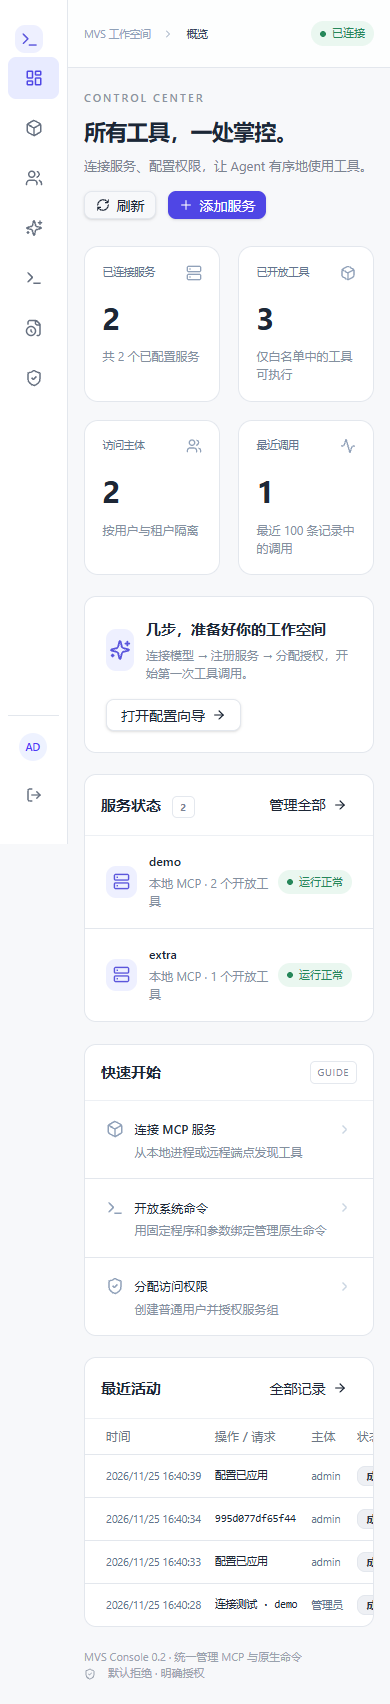 MVS 工作空间 > 概览
已连接
CONTROL CENTER
所有工具，一处掌控。
连接服务、配置权限，让 Agent 有序地使用工具。
刷新
添加服务
已连接服务
2
共 2 个已配置服务
已开放工具
3
仅白名单中的工具
可执行
访问主体
2
按用户与租户隔离
最近调用
1
最近 100 条记录中
的调用
几步，准备好你的工作空间
连接模型 → 注册服务 → 分配授权，开
始第一次工具调用。
打开配置向导 →
AD
服务状态 2
管理全部 →
demo
本地 MCP · 2 个开放工
具
运行正常
extra
本地 MCP · 1 个开放工
具
运行正常
快速开始
GUIDE
连接 MCP 服务
从本地进程或远程端点发现工具
开放系统命令
用固定程序和参数绑定管理原生命令
分配访问权限
创建普通用户并授权服务组
最近活动
全部记录 →
时间 操作 / 请求 主体
2026/11/25 16:40:39 配置已应用 admin
2026/11/25 16:40:34 995d077df65f44 admin
2026/11/25 16:40:33 配置已应用 admin
2026/11/25 16:40:28 连接测试 · demo 管理员
MVS Console 0.2 · 统一管理 MCP 与原生命令
默认拒绝 · 明确授权